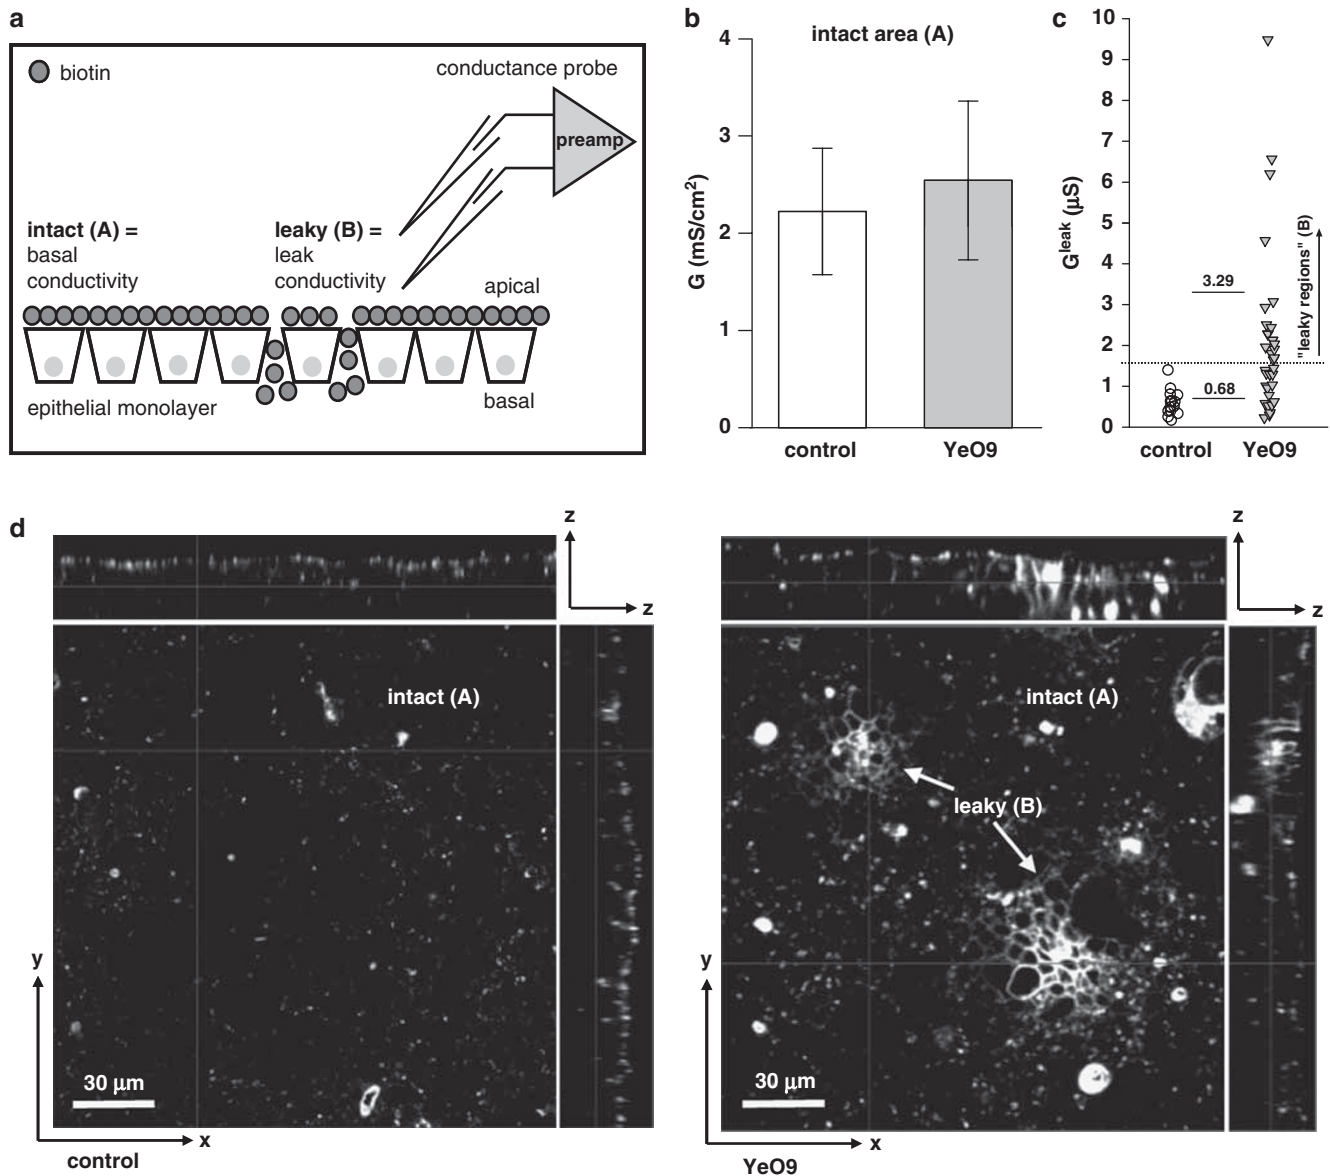 a
biotin
conductance probe
preamp
intact (A) =
basal
conductivity
leaky (B) =
leak
conductivity
apical
epithelial monolayer
basal
b
intact area (A)
G (mS/cm²)
4
3
2
1
0
control
YeO9
c
G^leak (µS)
10
9
8
7
6
5
4
3
2
1
0
3.29
0.68
"leaky regions" (B)
control
YeO9
d
z
z
intact (A)
y
30 µm
x
control
z
z
intact (A)
leaky (B)
y
30 µm
x
YeO9